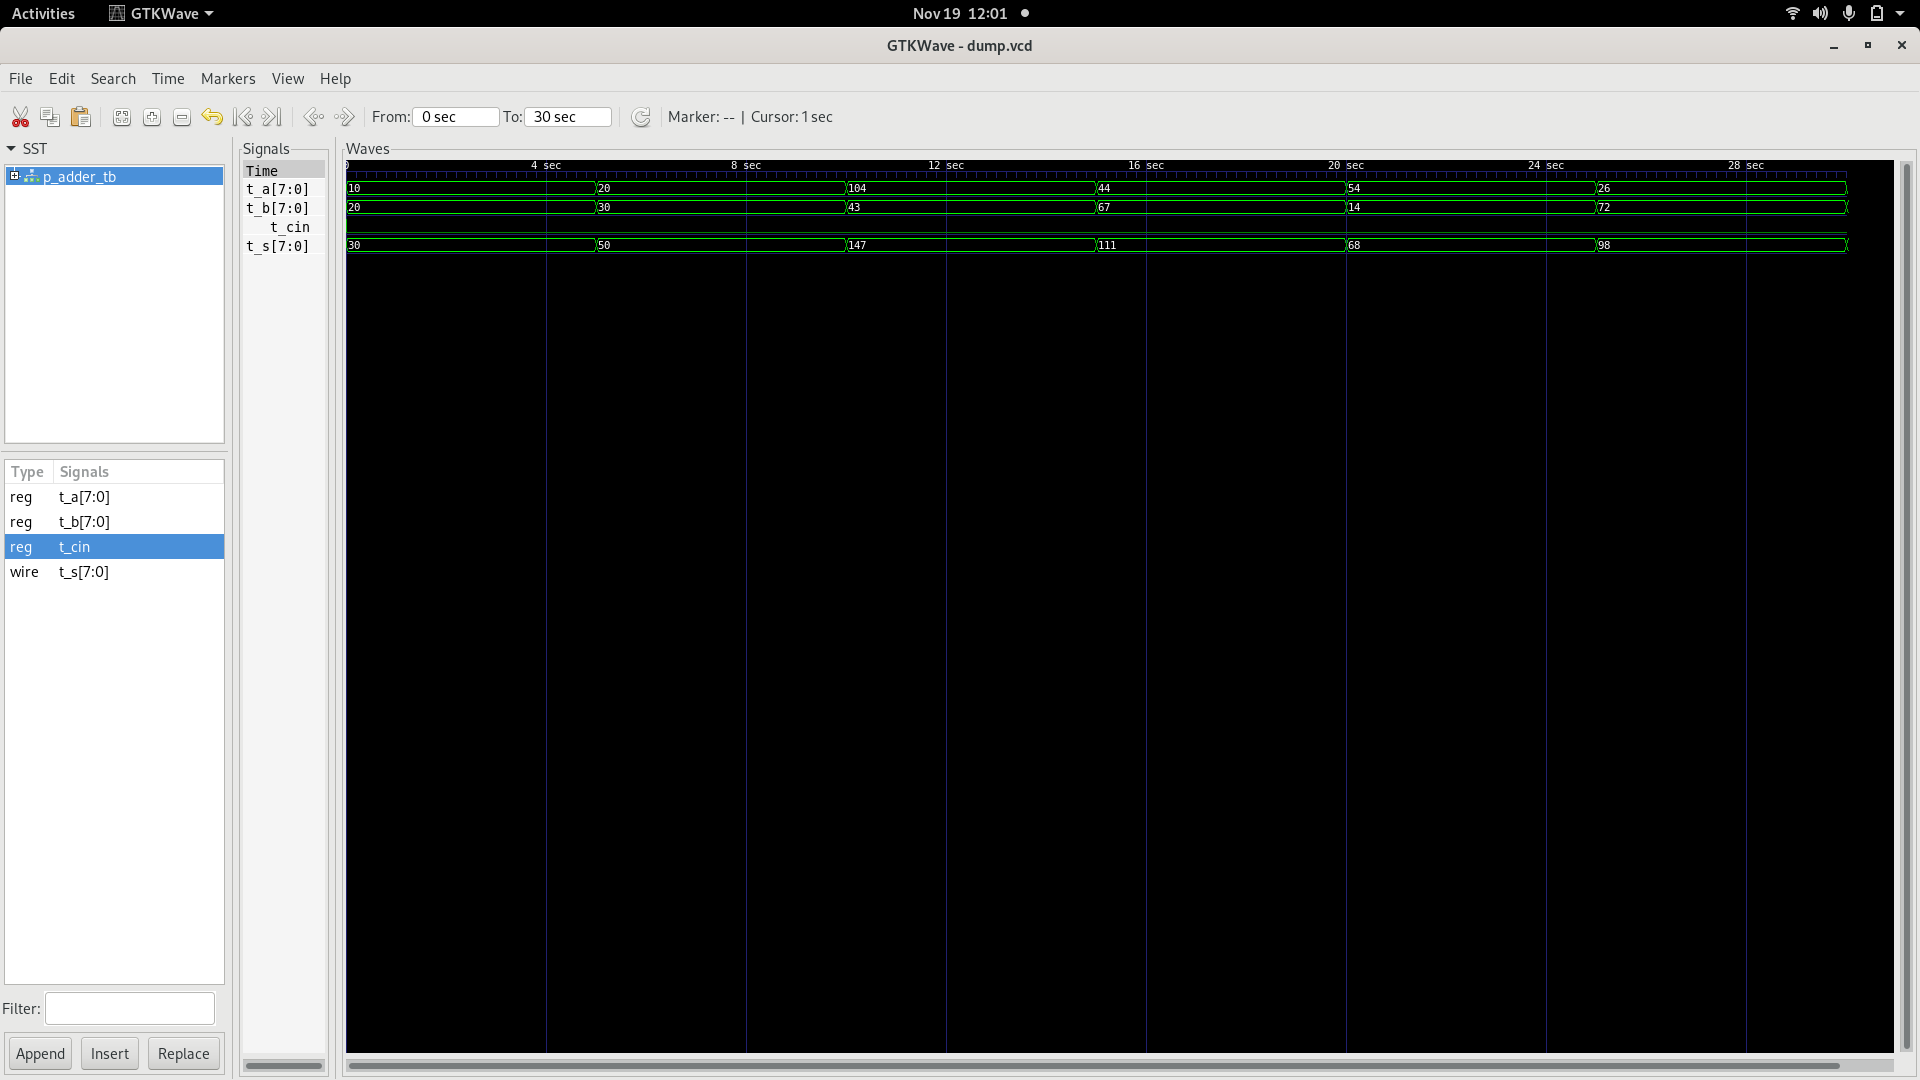 Activities GTKWave Nov 19 12:01
GTKWave - dump.vcd
File Edit Search Time Markers View Help
From: 0 sec To: 30 sec Marker: -- | Cursor: 1 sec
SST
p_adder_tb
Type Signals
reg t_a[7:0]
reg t_b[7:0]
reg t_cin
wire t_s[7:0]
Filter:
Append Insert Replace
Signals
Time
t_a[7:0]
t_b[7:0]
t_cin
t_s[7:0]
Waves
0 4 sec 8 sec 12 sec 16 sec 20 sec 24 sec 28 sec
10 20 104 44 54 26
20 30 43 67 14 72
30 50 147 111 68 98